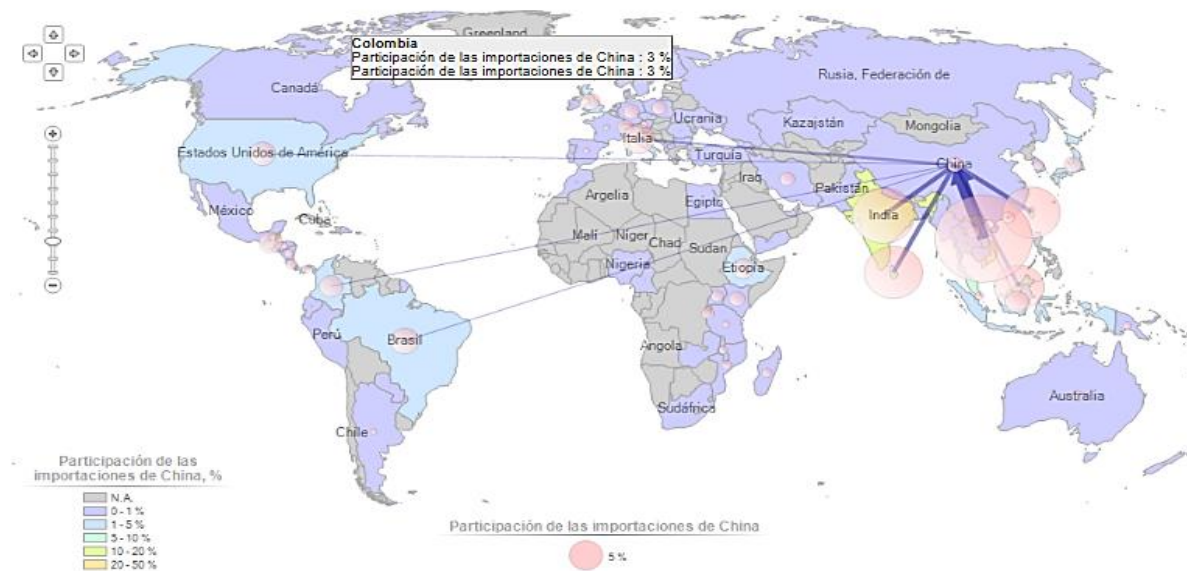 Greenland
Colombia
Participación de las importaciones de China : 3 %
Participación de las importaciones de China : 3 %
Canadá
Rusia, Federación de
Ucrania
Kazajstán
Mongolia
Italia
Estados Unidos de América
Turquía
China
Iraq
Pakistán
Argelia
Egipto
México
Cuba
India
Malí
Níger
Chad
Sudan
Nigeria
Etiopía
Perú
Brasil
Angola
Australia
Sudáfrica
Chile
Participación de las
importaciones de China, %
N.A.
0 - 1 %
1 - 5 %
5 - 10 %
10 - 20 %
20 - 50 %
Participación de las importaciones de China
5 %